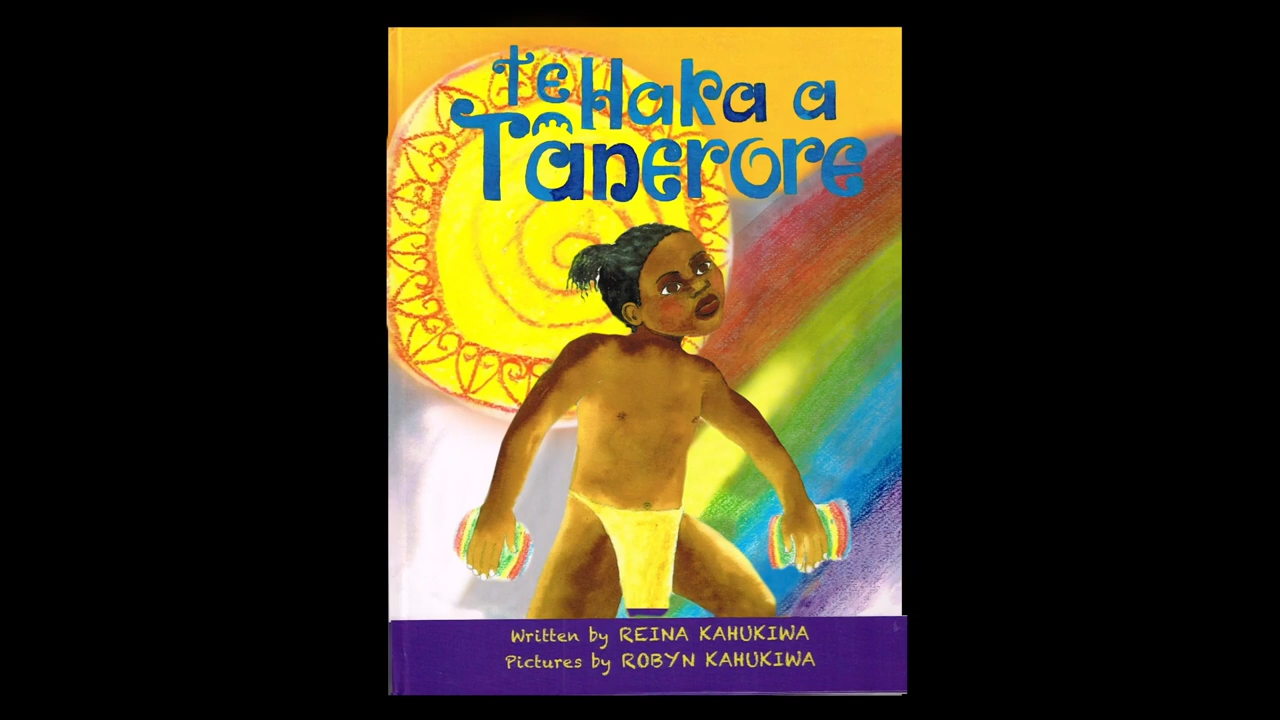 te Haka a
Tānerore
Written by REINA KAHUKIWA
Pictures by ROBYN KAHUKIWA